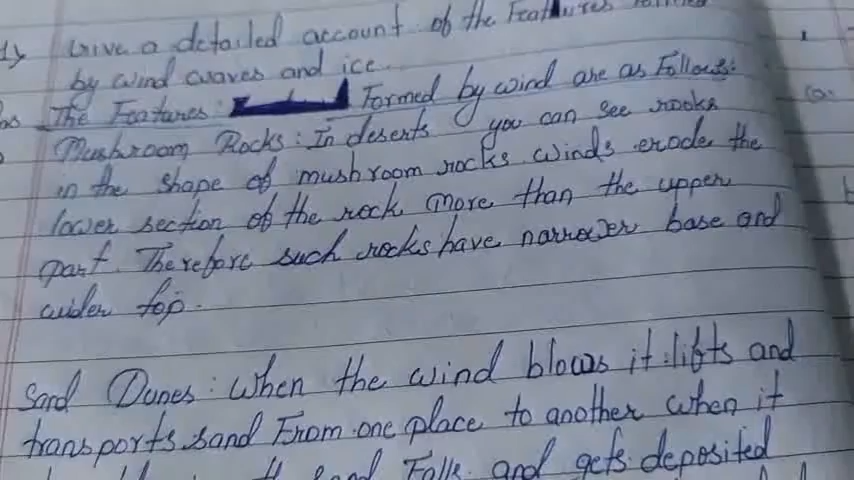 Give a detailed account of the Features formed
by wind waves and ice.
The Features: Formed by wind are as Follows:
Mushroom Rocks: In deserts you can see rocks
in the shape of mushroom rocks winds erode the
lower section of the rock more than the upper
part. Therefore such rocks have narrower base and
wider top.
Sand Dunes: When the wind blows it lifts and
transports sand From one place to another when it
sand Falls and gets deposited